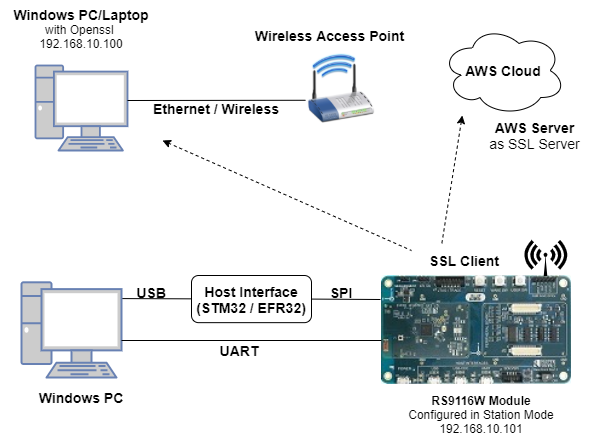 Windows PC/Laptop
with Openssl
192.168.10.100
Wireless Access Point
AWS Cloud
Ethernet / Wireless
AWS Server
as SSL Server
SSL Client
USB
Host Interface
(STM32 / EFR32)
SPI
UART
Windows PC
RS9116W Module
Configured in Station Mode
192.168.10.101